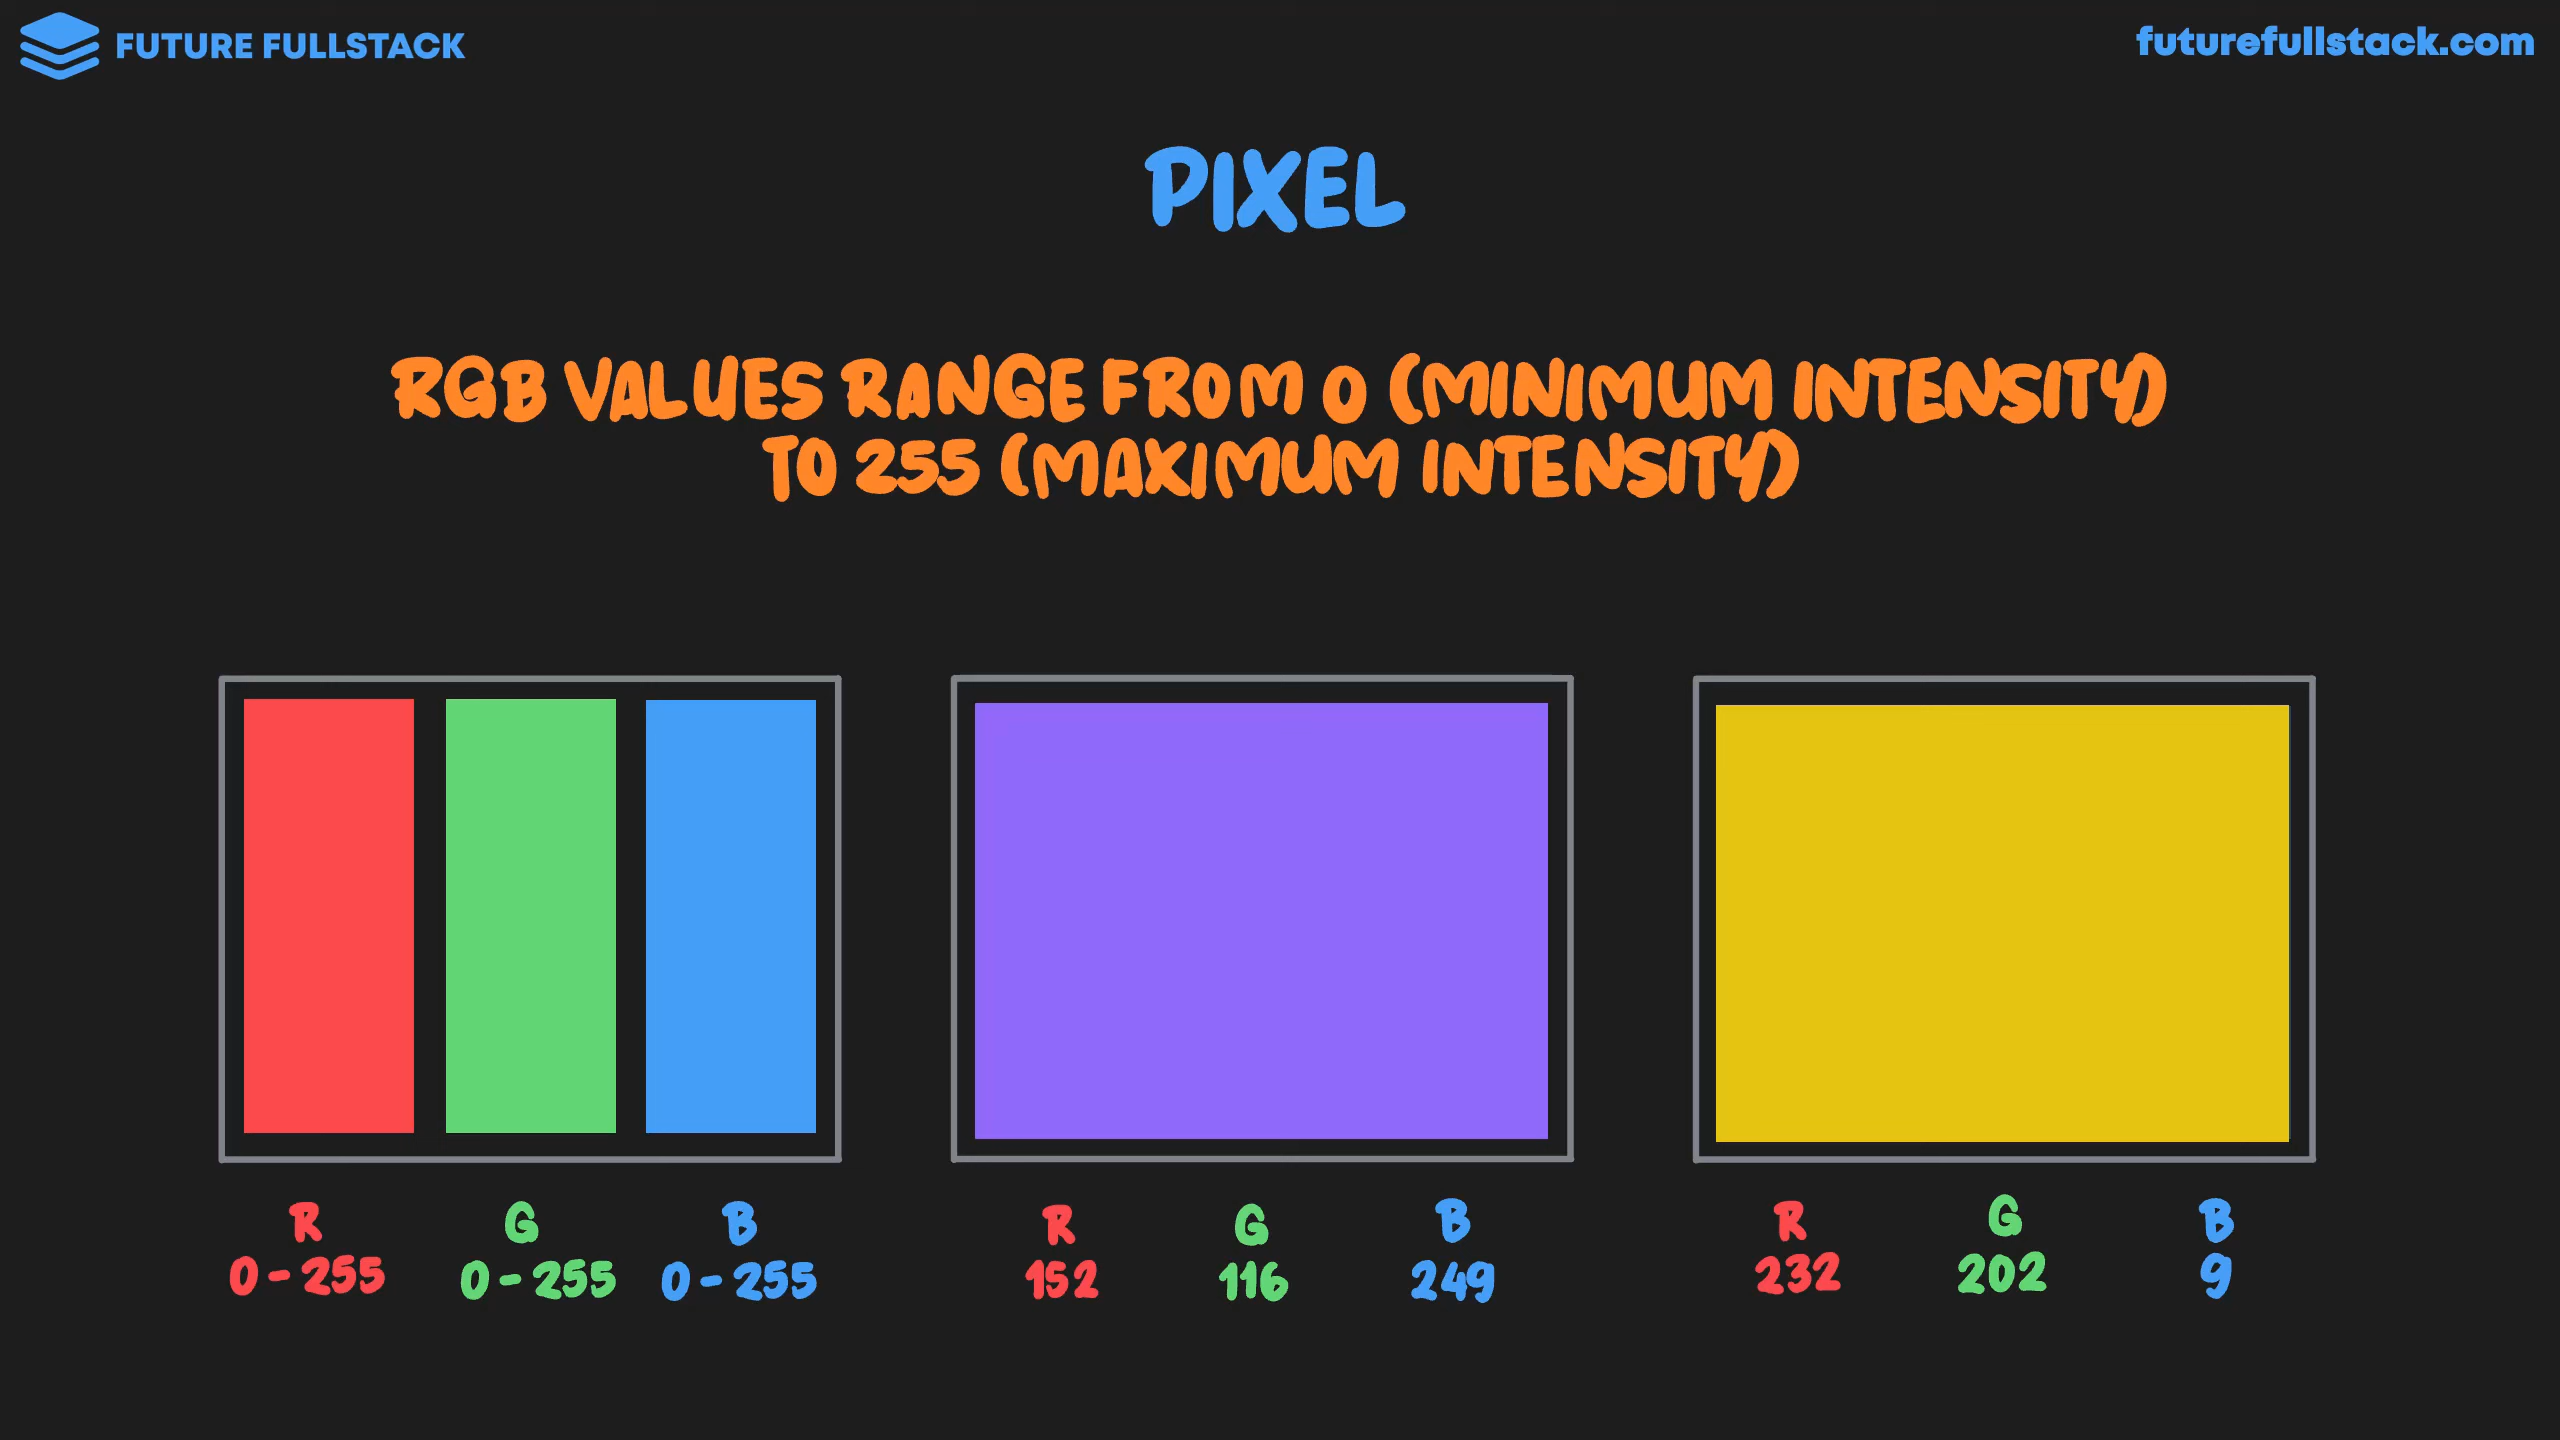 FUTURE FULLSTACK
futurefullstack.com
PIXEL
RGB VALUES RANGE FROM 0 (MINIMUM INTENSITY)
TO 255 (MAXIMUM INTENSITY)
R G B
0 - 255 0 - 255 0 - 255
R G B
152 116 249
R G B
232 202 9